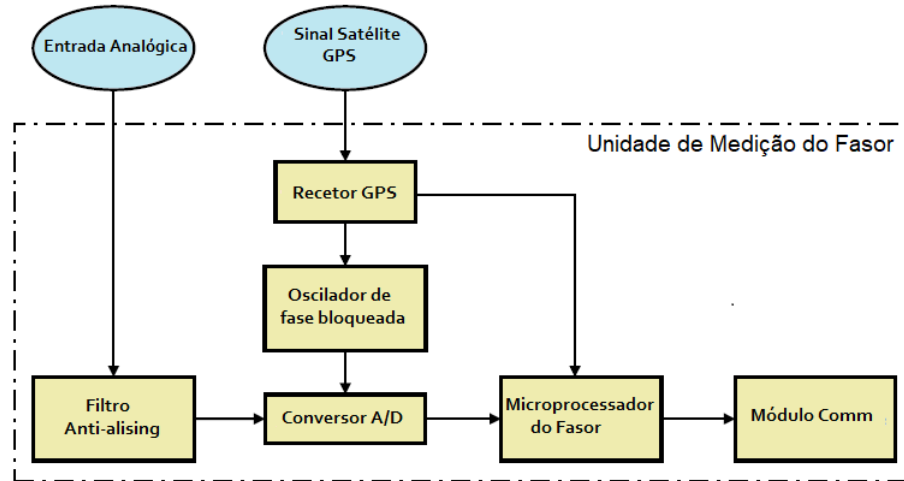 Entrada Analógica
Sinal Satélite
GPS
Unidade de Medição do Fasor
Recetor GPS
Oscilador de
fase bloqueada
Filtro
Anti-alising
Conversor A/D
Microprocessador
do Fasor
Módulo Comm